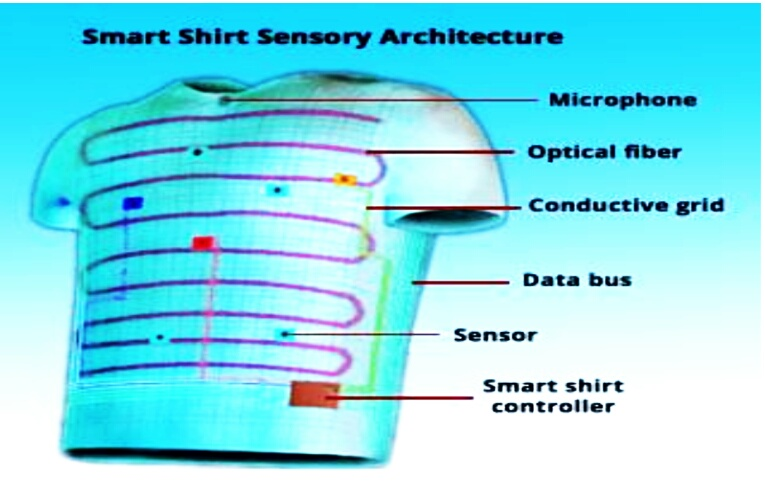 Smart Shirt Sensory Architecture
Microphone
Optical fiber
Conductive grid
Data bus
Sensor
Smart shirt
controller